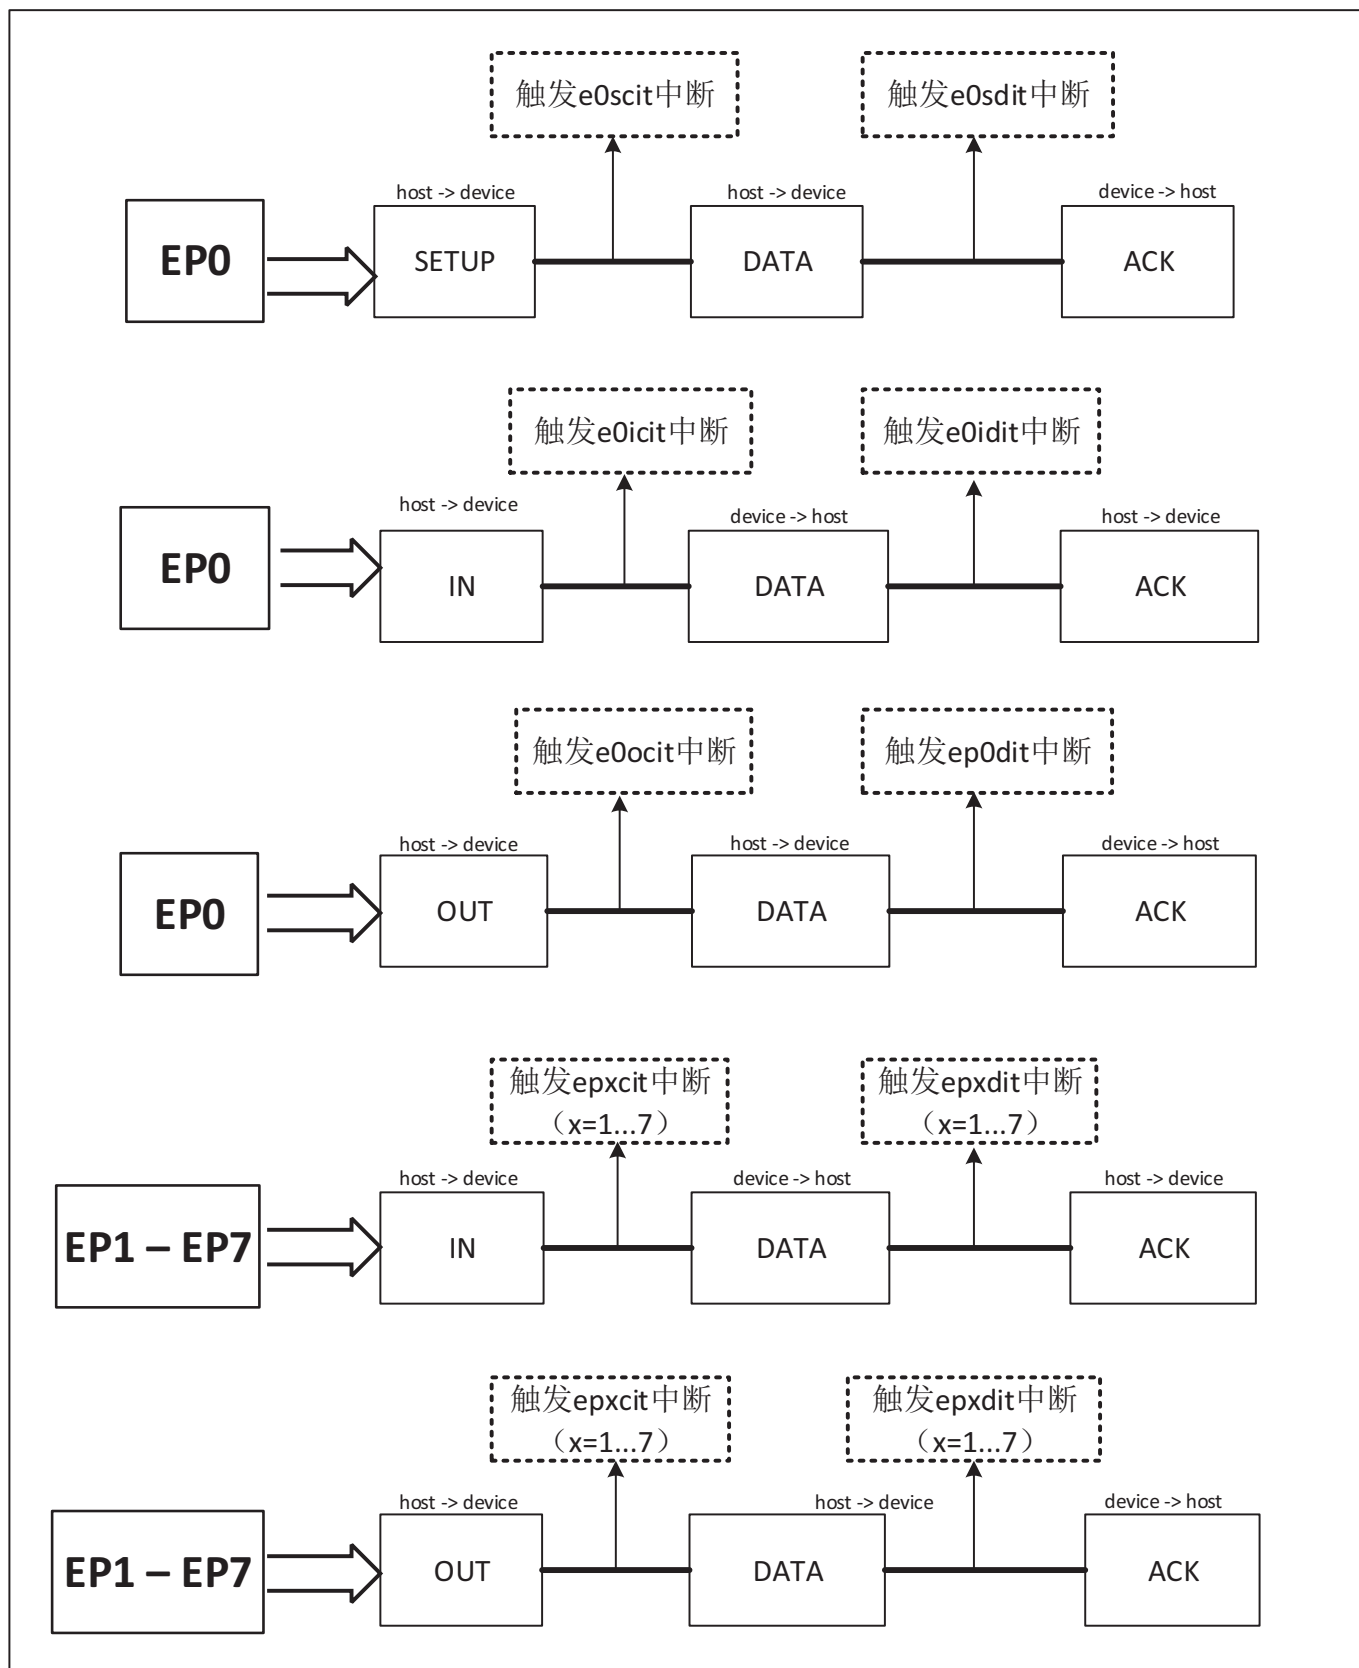 触发e0scit中断
触发e0sdit中断
host -> device
host -> device
device -> host
EP0
SETUP
DATA
ACK
触发e0icit中断
触发e0idit中断
host -> device
device -> host
host -> device
EP0
IN
DATA
ACK
触发e0ocit中断
触发ep0dit中断
host -> device
host -> device
device -> host
EP0
OUT
DATA
ACK
触发epxcit中断
（x=1...7）
触发epxdit中断
（x=1...7）
host -> device
device -> host
host -> device
EP1 – EP7
IN
DATA
ACK
触发epxcit中断
（x=1...7）
触发epxdit中断
（x=1...7）
host -> device
host -> device
device -> host
EP1 – EP7
OUT
DATA
ACK